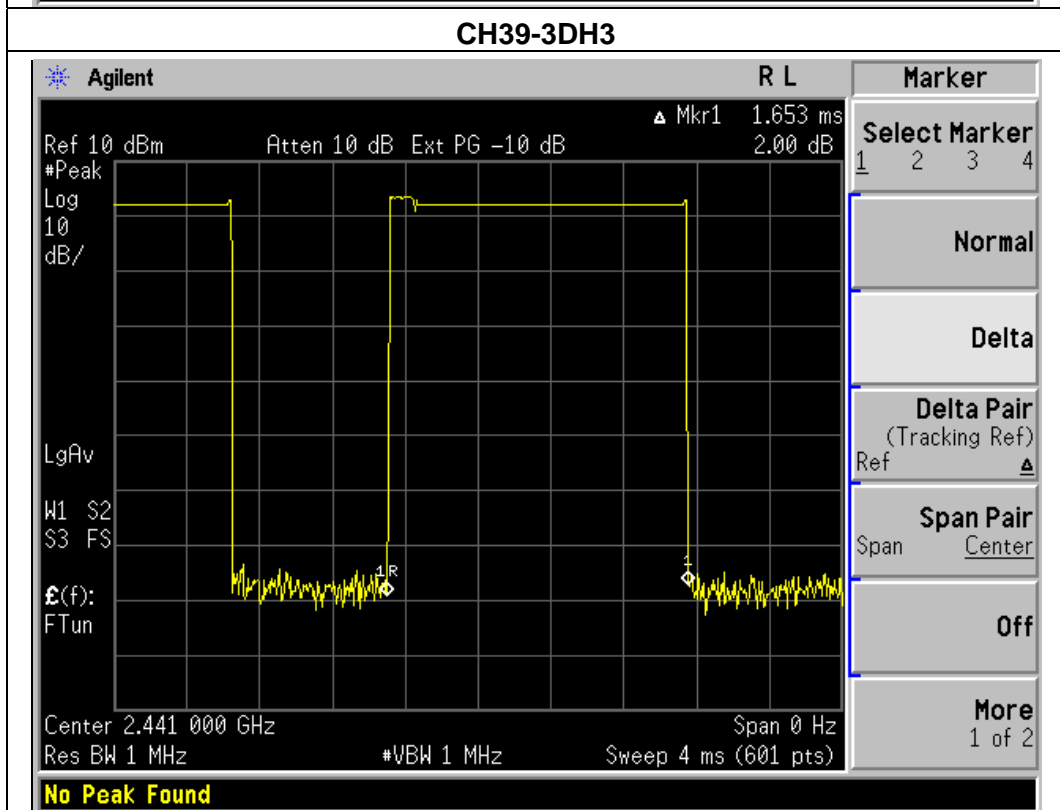 CH39-3DH3
Agilent R L Marker
▵ Mkr1 1.653 ms
Ref 10 dBm Atten 10 dB Ext PG -10 dB 2.00 dB
#Peak
Log
10
dB/
LgAv
W1 S2
S3 FS
£(f):
FTun
1R
1
Center 2.441 000 GHz Span 0 Hz
Res BW 1 MHz #VBW 1 MHz Sweep 4 ms (601 pts)
No Peak Found
Select Marker
1 2 3 4
Normal
Delta
Delta Pair
(Tracking Ref)
Ref ▵
Span Pair
Span Center
Off
More
1 of 2